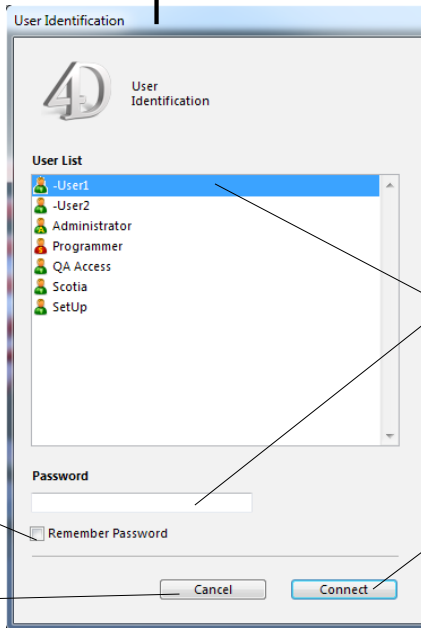 User Identification
4D
User
Identification
User List
-User1
-User2
Administrator
Programmer
QA Access
Scotia
SetUp
Password
Remember Password
Cancel
Connect